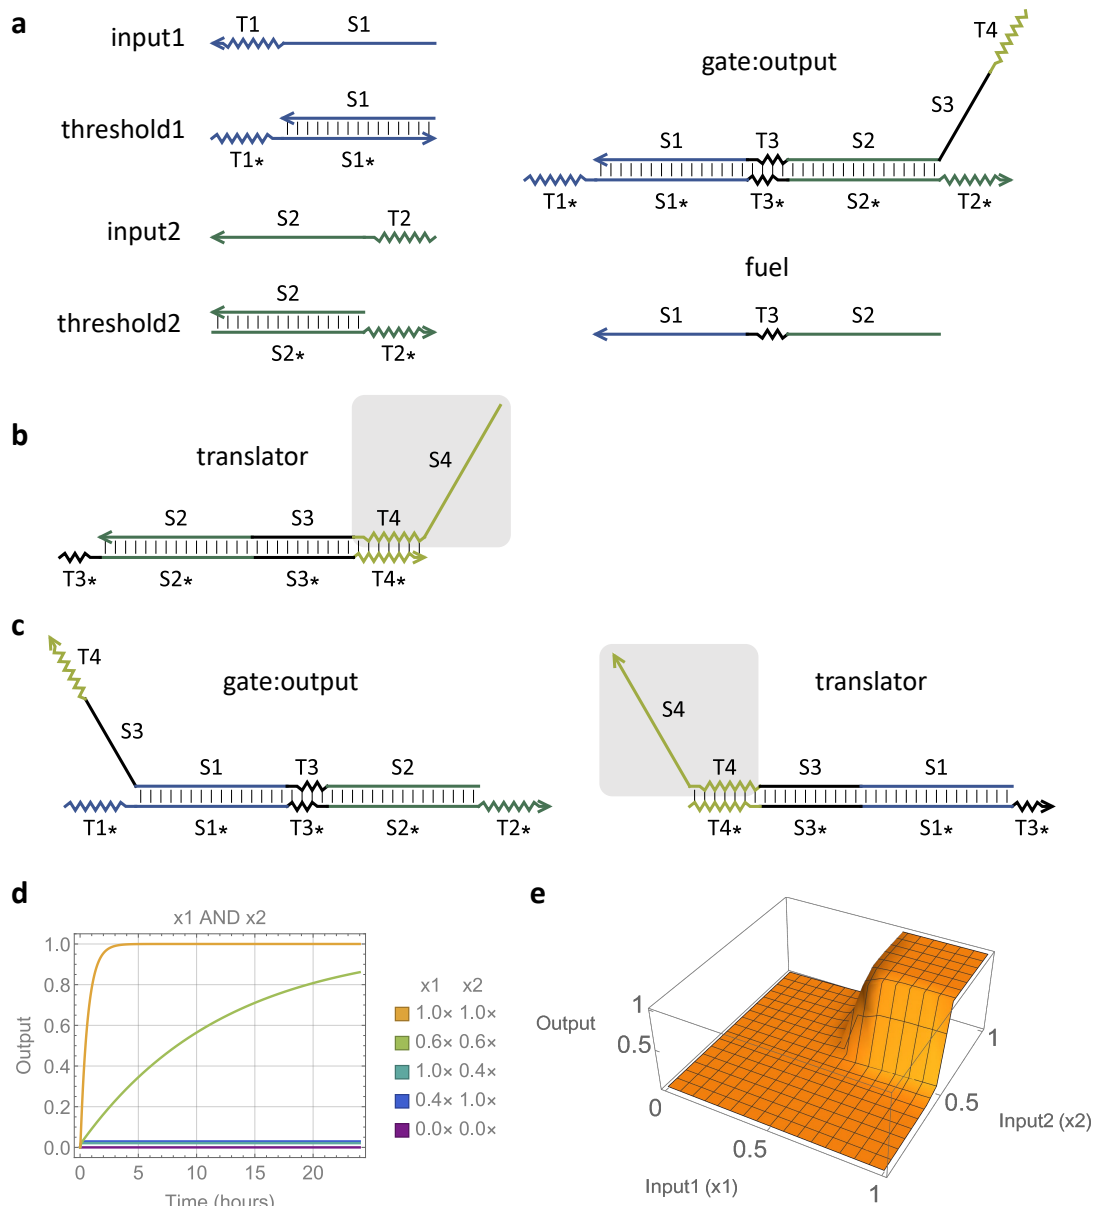 a
input1
T1 S1
threshold1
S1
T1* S1*
input2
S2 T2
threshold2
S2
S2* T2*
gate:output
T4
S3
S1 T3 S2
T1* S1* T3* S2* T2*
fuel
S1 T3 S2
b
translator
S4
S2 S3 T4
T3* S2* S3* T4*
c
gate:output
T4
S3
S1 T3 S2
T1* S1* T3* S2* T2*
translator
S4
T4 S3 S1
T4* S3* S1* T3*
d
x1 AND x2
Output
1.0
0.8
0.6
0.4
0.2
0.0
0 5 10 15 20
Time (hours)
x1 x2
1.0× 1.0×
0.6× 0.6×
1.0× 0.4×
0.4× 1.0×
0.0× 0.0×
e
Output
1
0.5
0
0.5
1
Input1 (x1)
1
0.5
Input2 (x2)